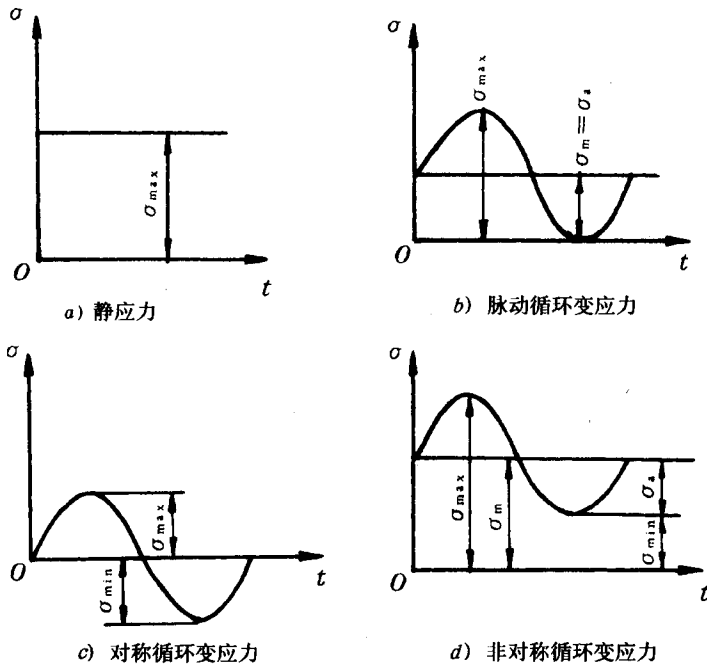 σ
σmax
O
t
a) 静应力
σ
σmax
σm=σa
O
t
b) 脉动循环变应力
σ
σmax
O
t
σmin
c) 对称循环变应力
σ
σmax
σm
σa
σmin
O
t
d) 非对称循环变应力